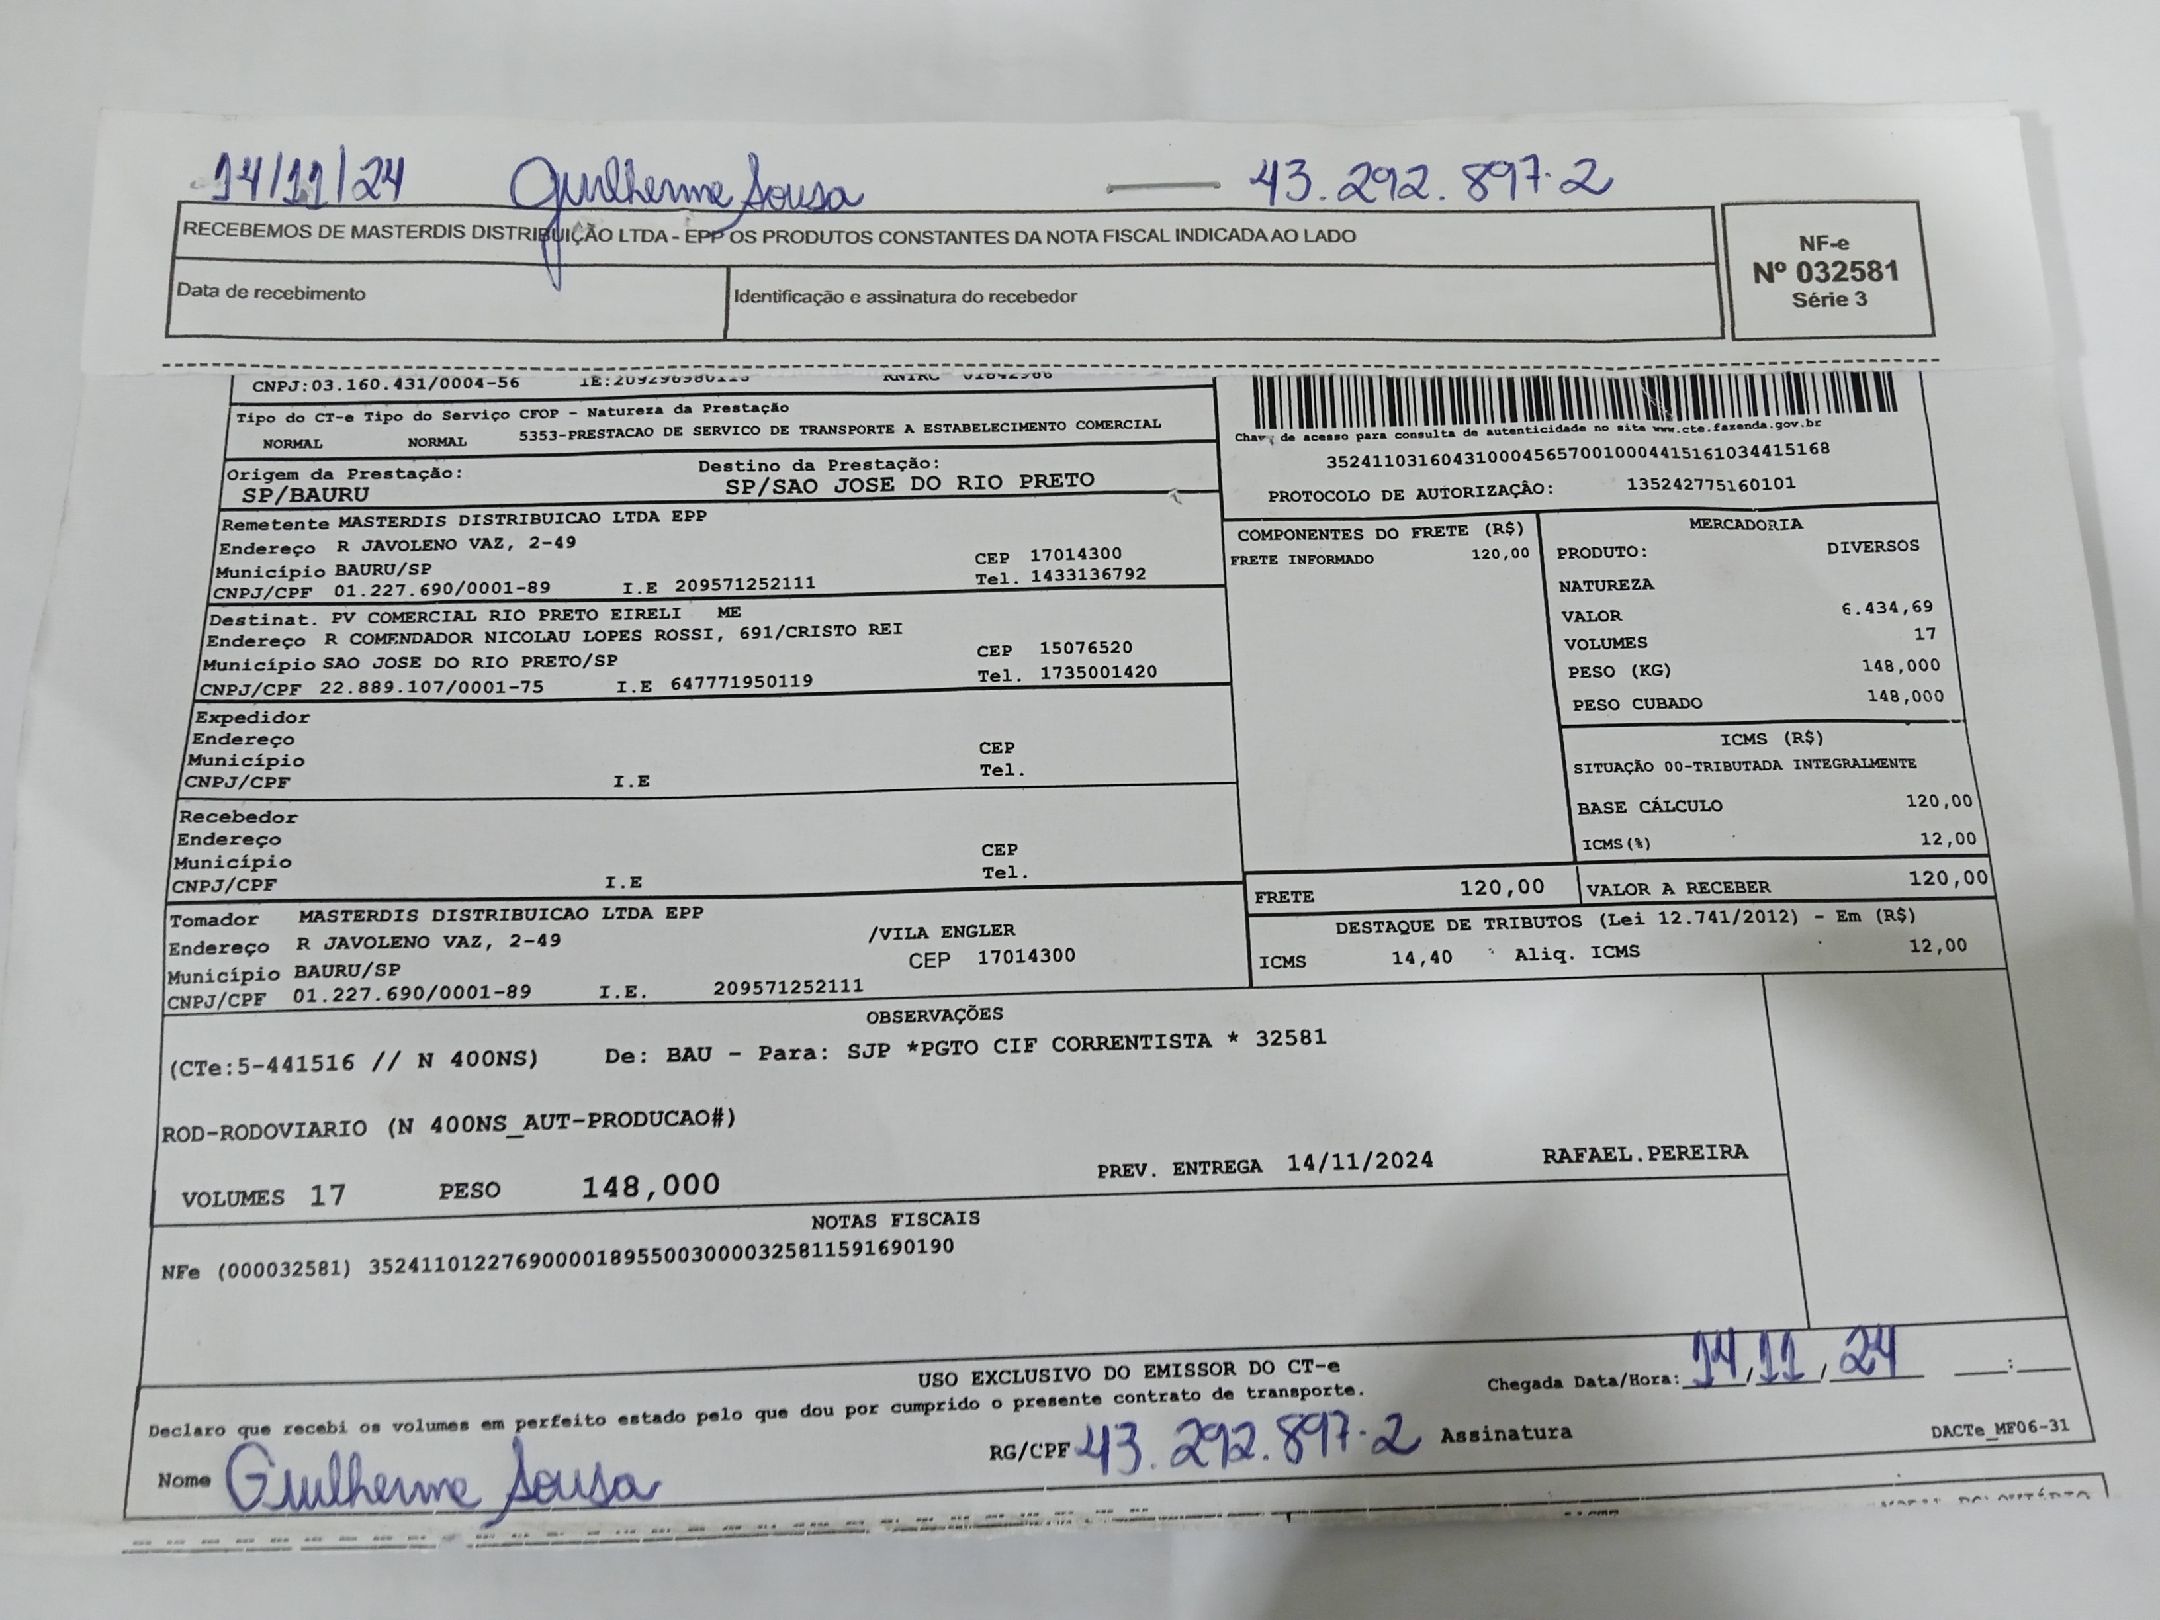 14/11/24 Guilherme Sousa — 43.292.897-2
RECEBEMOS DE MASTERDIS DISTRIBUIÇÃO LTDA - EPP OS PRODUTOS CONSTANTES DA NOTA FISCAL INDICADA AO LADO
NF-e
Nº 032581
Série 3
Data de recebimento
Identificação e assinatura do recebedor
CNPJ:03.160.431/0004-56
Tipo do CT-e Tipo do Serviço CFOP - Natureza da Prestação
NORMAL NORMAL 5353-PRESTACAO DE SERVICO DE TRANSPORTE A ESTABELECIMENTO COMERCIAL
Origem da Prestação: Destino da Prestação:
SP/BAURU SP/SAO JOSE DO RIO PRETO
Chave de acesso para consulta de autenticidade no site www.cte.fazenda.gov.br
35241103160431000456570010004415161034415168
PROTOCOLO DE AUTORIZAÇÃO: 135242775160101
Remetente MASTERDIS DISTRIBUICAO LTDA EPP
Endereço R JAVOLENO VAZ, 2-49
Município BAURU/SP CEP 17014300
CNPJ/CPF 01.227.690/0001-89 I.E 209571252111 Tel. 1433136792
Destinat. PV COMERCIAL RIO PRETO EIRELI ME
Endereço R COMENDADOR NICOLAU LOPES ROSSI, 691/CRISTO REI
Município SAO JOSE DO RIO PRETO/SP CEP 15076520
CNPJ/CPF 22.889.107/0001-75 I.E 647771950119 Tel. 1735001420
Expedidor
Endereço
Município CEP
CNPJ/CPF I.E Tel.
Recebedor
Endereço
Município CEP
CNPJ/CPF I.E Tel.
Tomador MASTERDIS DISTRIBUICAO LTDA EPP
Endereço R JAVOLENO VAZ, 2-49 /VILA ENGLER
Município BAURU/SP CEP 17014300
CNPJ/CPF 01.227.690/0001-89 I.E. 209571252111
COMPONENTES DO FRETE (R$)
FRETE INFORMADO 120,00
MERCADORIA
PRODUTO: DIVERSOS
NATUREZA
VALOR 6.434,69
VOLUMES 17
PESO (KG) 148,000
PESO CUBADO 148,000
ICMS (R$)
SITUAÇÃO 00-TRIBUTADA INTEGRALMENTE
BASE CÁLCULO 120,00
ICMS(%) 12,00
FRETE 120,00 VALOR A RECEBER 120,00
DESTAQUE DE TRIBUTOS (Lei 12.741/2012) - Em (R$)
ICMS 14,40 Aliq. ICMS 12,00
OBSERVAÇÕES
(CTe:5-441516 // N 400NS) De: BAU - Para: SJP *PGTO CIF CORRENTISTA * 32581
ROD-RODOVIARIO (N 400NS_AUT-PRODUCAO#)
VOLUMES 17 PESO 148,000 PREV. ENTREGA 14/11/2024 RAFAEL.PEREIRA
NOTAS FISCAIS
NFe (000032581) 35241101227690000189550030000325811591690190
USO EXCLUSIVO DO EMISSOR DO CT-e
Declaro que recebi os volumes em perfeito estado pelo que dou por cumprido o presente contrato de transporte.
Chegada Data/Hora: 14/11/24 __:__
Nome Guilherme Sousa RG/CPF 43.292.897-2 Assinatura
DACTe_MF06-31